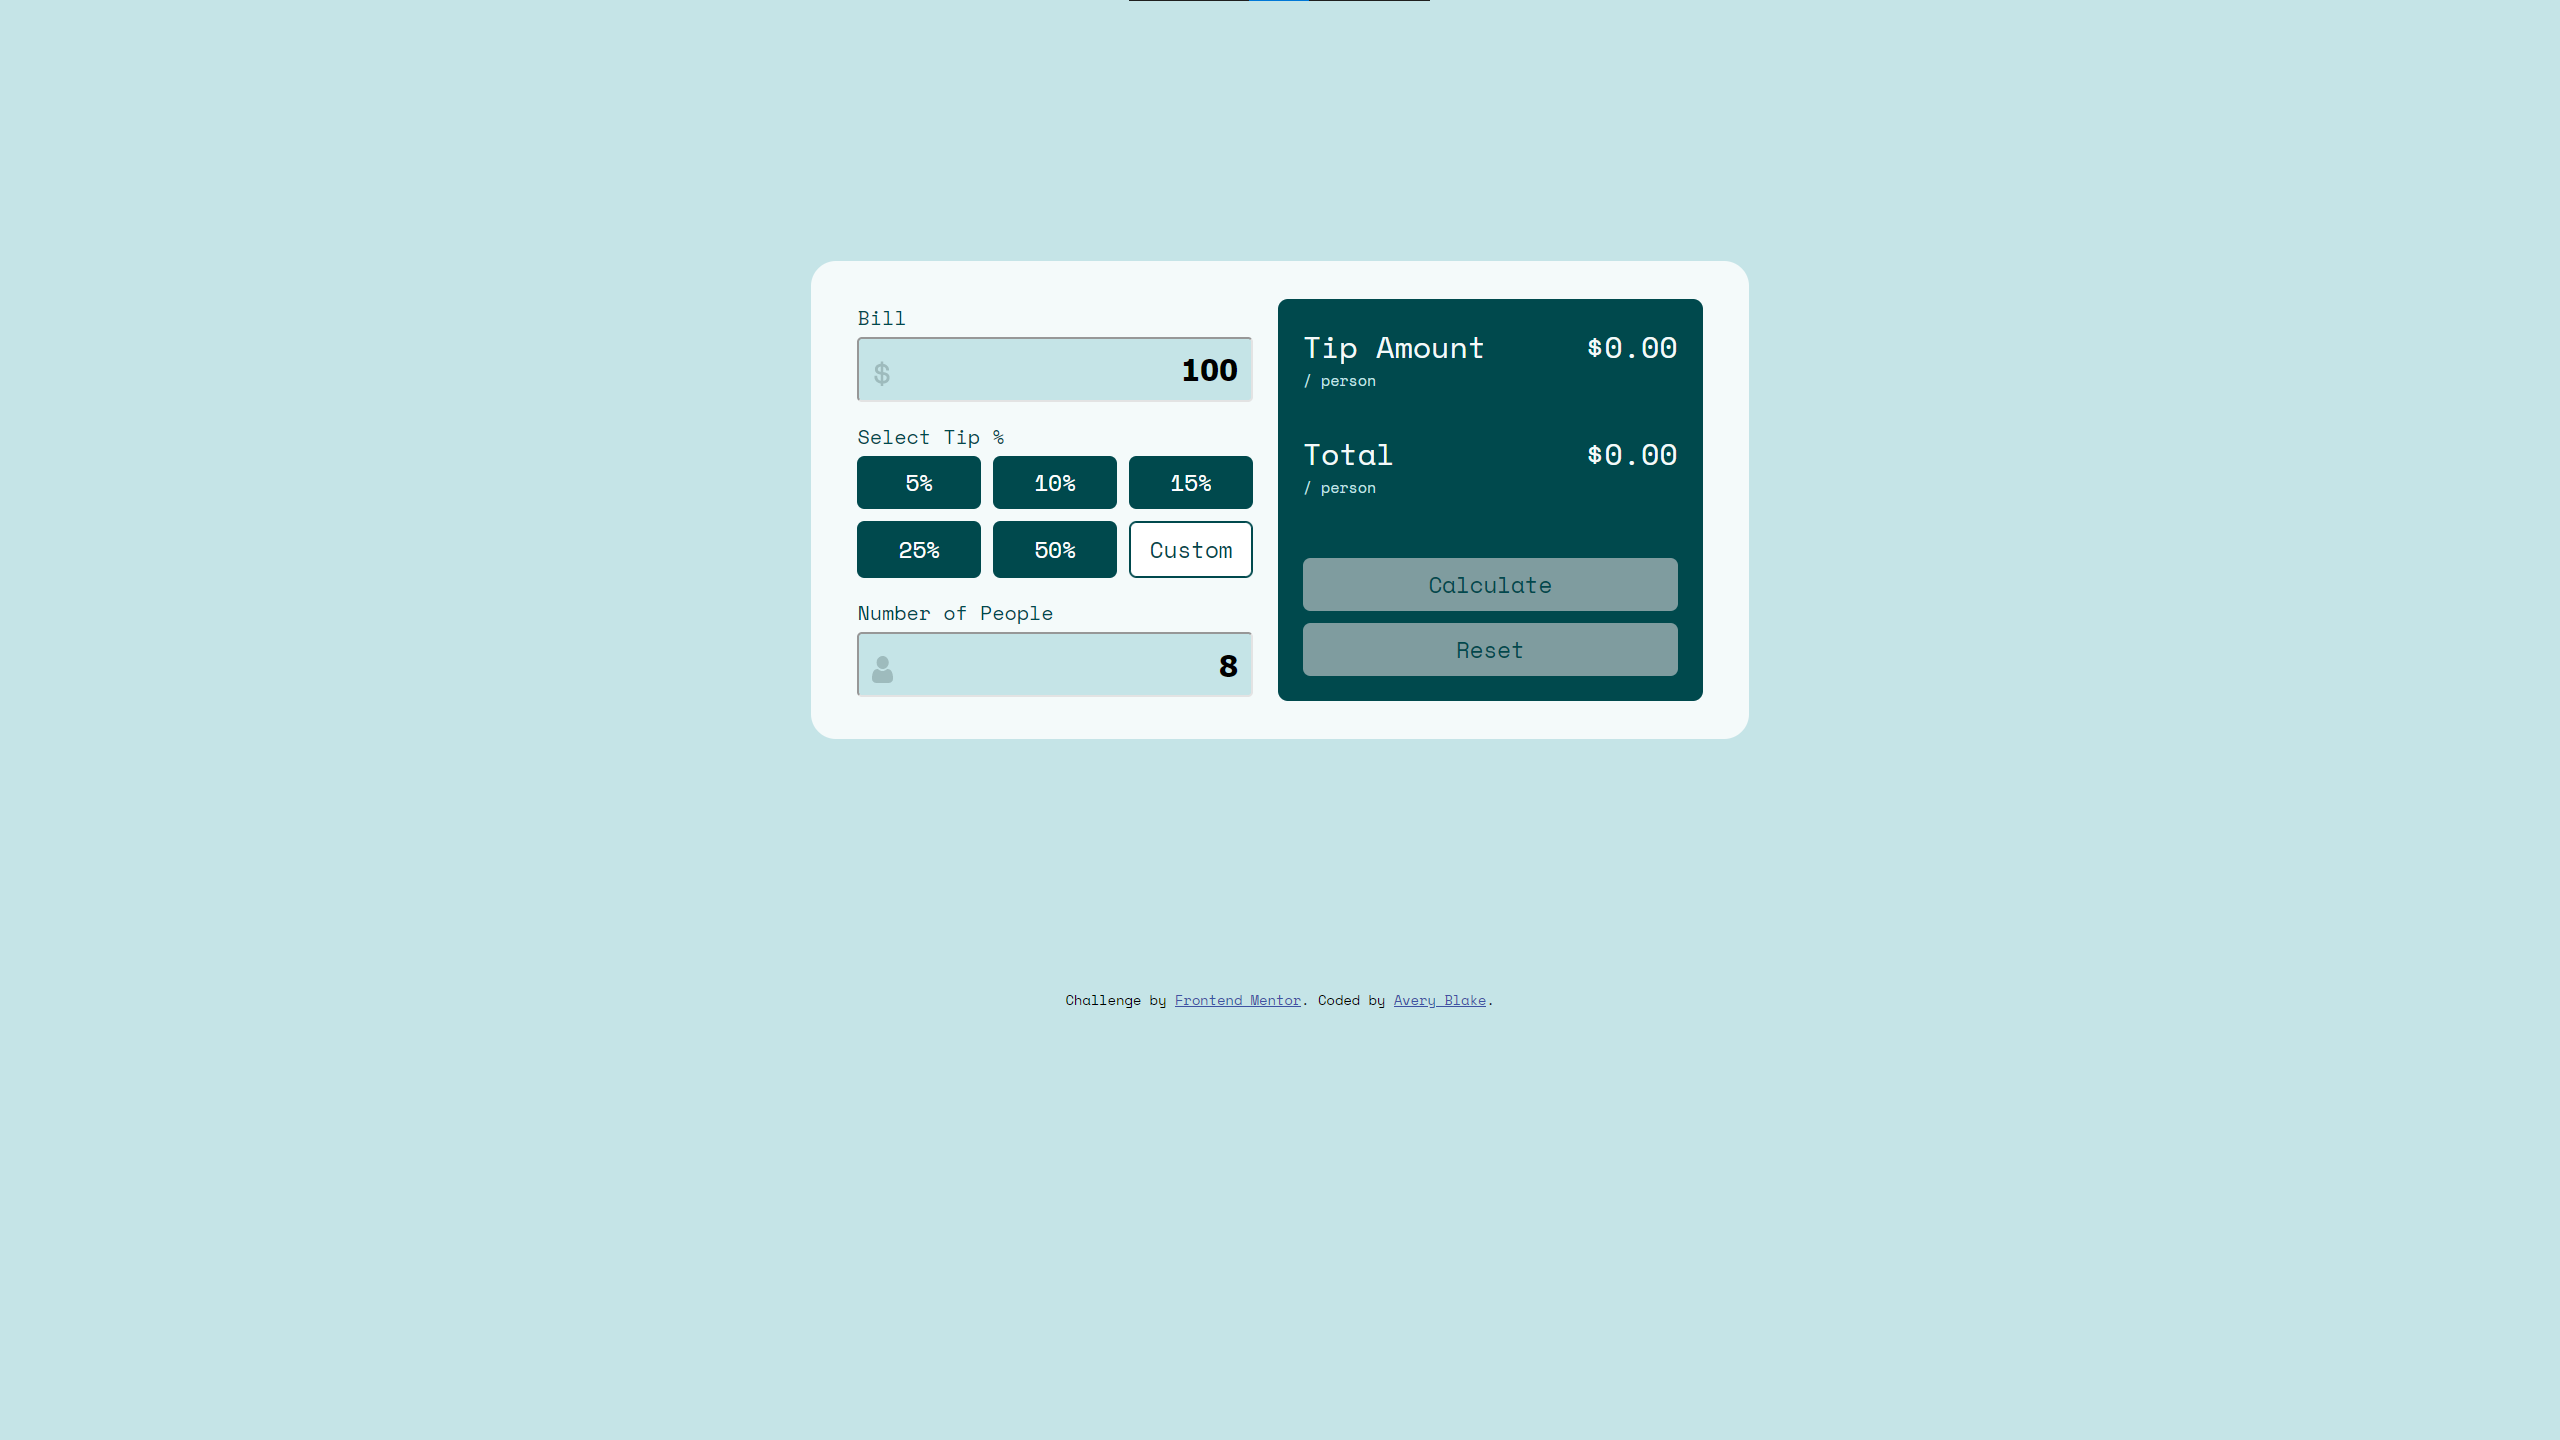 Bill
$ 100
Select Tip %
5% 10% 15%
25% 50% Custom
Number of People
8
Tip Amount $0.00
/ person
Total $0.00
/ person
Calculate
Reset
Challenge by Frontend Mentor. Coded by Avery Blake.